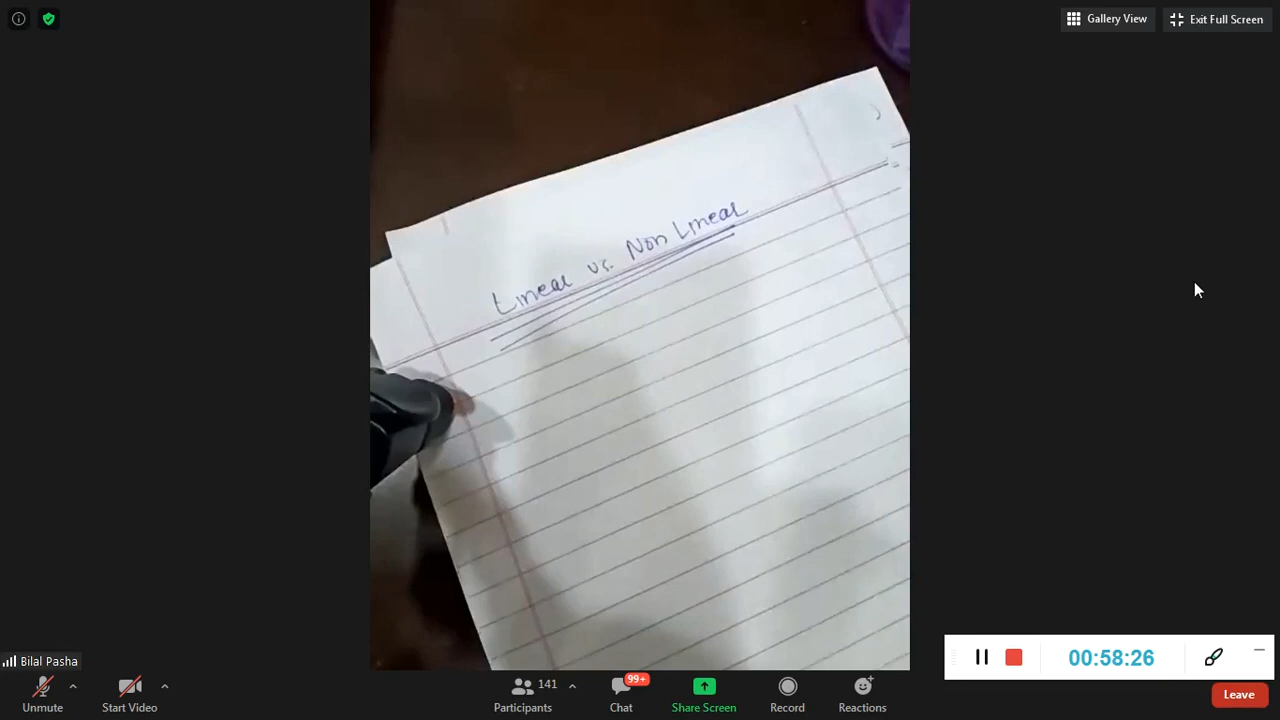 Gallery View
Exit Full Screen
Linear vs. Non Linear
Bilal Pasha
00:58:26
Unmute
Start Video
141
Participants
99+
Chat
Share Screen
Record
Reactions
Leave